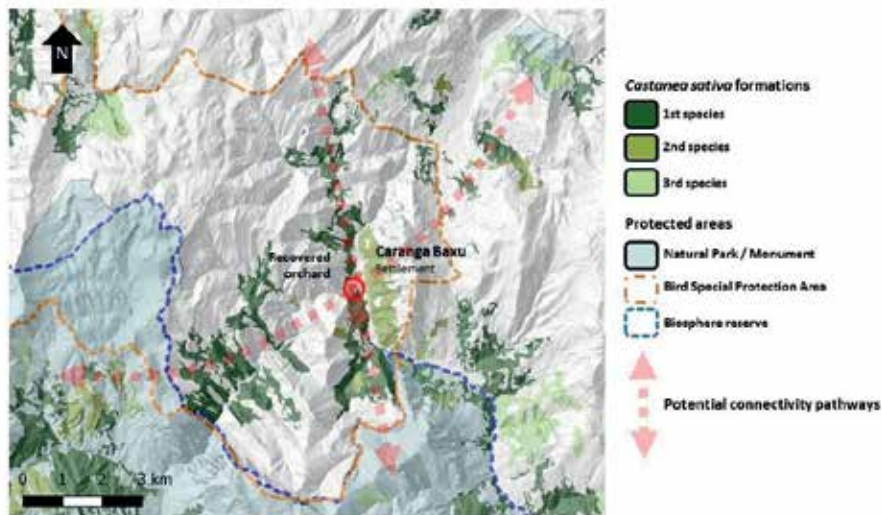 N
Recovered
orchard
Caranga Baxu
Settlement
0 1 2 3 km
Castanea sativa formations
1st species
2nd species
3rd species
Protected areas
Natural Park / Monument
Bird Special Protection Area
Biosphere reserve
Potential connectivity pathways